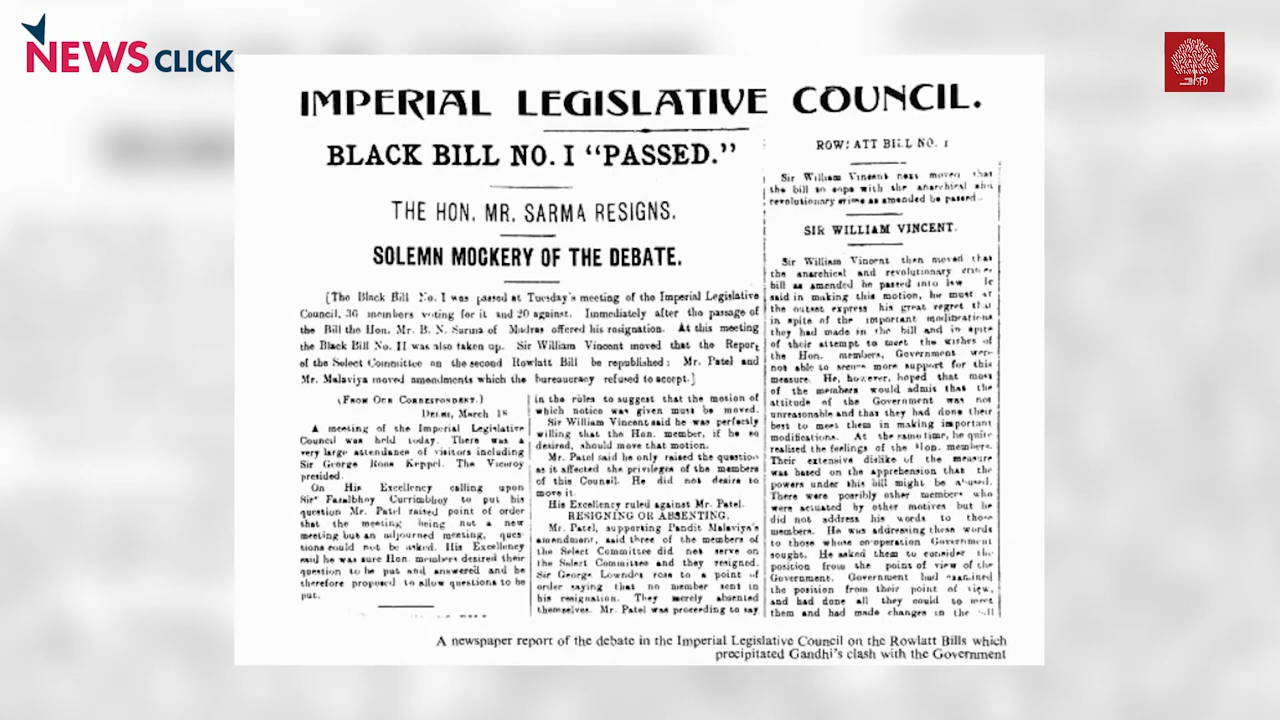 NEWSCLICK
ISFD
IMPERIAL LEGISLATIVE COUNCIL.
BLACK BILL NO. I "PASSED."
THE HON. MR. SARMA RESIGNS.
SOLEMN MOCKERY OF THE DEBATE.
[The Black Bill No. I was passed at Tuesday's meeting of the Imperial Legislative
Council, 36 members voting for it and 20 against. Immediately after the passage of
the Bill the Hon. Mr. B. N. Sarma of Madras offered his resignation. At this meeting
the Black Bill No. II was also taken up. Sir William Vincent moved that the Report
of the Select Committee on the second Rowlatt Bill be republished: Mr. Patel and
Mr. Malaviya moved amendments which the bureaucracy refused to accept.]
(FROM OUR CORRESPONDENT.)
DELHI, March 18
A meeting of the Imperial Legislative
Council was held today. There was a
very large attendance of visitors including
Sir George Roos Keppel. The Viceroy
presided.
On His Excellency calling upon
Sir Fazalbhoy Currimbhoy to put his
question Mr. Patel raised point of order
that the meeting being not a new
meeting but an adjourned meeting, ques-
tions could not be asked. His Excellency
said he was sure Hon. members desired their
question to be put and answered and he
therefore proposed to allow questions to be
put.
in the rules to suggest that the motion of
which notice was given must be moved.
Sir William Vincent said he was perfectly
willing that the Hon. member, if he so
desired, should move that motion.
Mr. Patel said he only raised the question
as it affected the privileges of the members
of this Council. He did not desire to
move it.
His Excellency ruled against Mr. Patel.
RESIGNING OR ABSENTING.
Mr. Patel, supporting Pandit Malaviya's
amendment, said three of the members of
the Select Committee did not serve on
the Select Committee and they resigned.
Sir George Lowndes rose to a point of
order saying that no member sent in
his resignation. They merely absented
themselves. Mr. Patel was proceeding to say
ROWLATT BILL NO. I
Sir William Vincent next moved that
the bill to cope with the anarchical and
revolutionary crime as amended be passed.
SIR WILLIAM VINCENT.
Sir William Vincent then moved that
the anarchical and revolutionary crimes
bill as amended be passed into law He
said in making this motion, he must at
the outset express his great regret that
in spite of the important modifications
they had made in the bill and in spite
of their attempt to meet the wishes of
the Hon. members, Government were
not able to secure more support for this
measure. He, however, hoped that most
of the members would admit that the
attitude of the Government was not
unreasonable and that they had done their
best to meet them in making important
modifications. At the same time, he quite
realised the feelings of the Hon. members.
Their extensive dislike of the measure
was based on the apprehension that the
powers under this bill might be abused.
There were possibly other members who
were actuated by other motives but he
did not address his words to those
members. He was addressing these words
to those whose co-operation Government
sought. He asked them to consider the
position from the point of view of the
Government. Government had examined
the position from their point of view,
and had done all they could to meet
them and had made changes in the bill
A newspaper report of the debate in the Imperial Legislative Council on the Rowlatt Bills which
precipitated Gandhi's clash with the Government